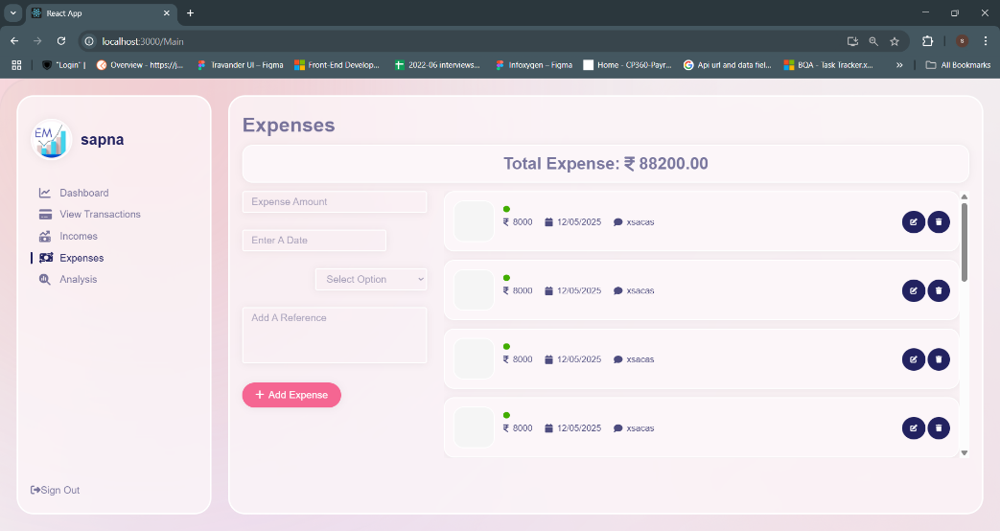 React App
localhost:3000/Main
"Login" |
Overview - https://j...
Travander UI – Figma
Front-End Develop...
2022-06 interviews...
Infoxygen – Figma
Home - CP360-Payr...
Api url and data fiel...
BQA - Task Tracker.x...
»
All Bookmarks
S
EM
sapna
Dashboard
View Transactions
Incomes
Expenses
Analysis
Sign Out
Expenses
Total Expense: ₹ 88200.00
Expense Amount
Enter A Date
Select Option
Add A Reference
+ Add Expense
₹ 8000 12/05/2025 xsacas
₹ 8000 12/05/2025 xsacas
₹ 8000 12/05/2025 xsacas
₹ 8000 12/05/2025 xsacas